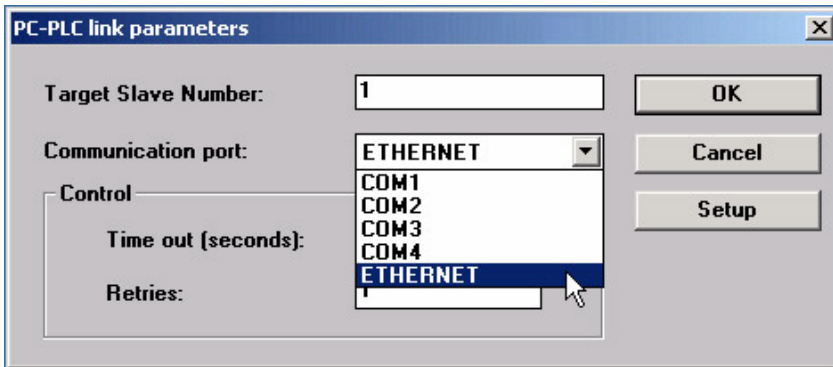 PC-PLC link parameters
Target Slave Number: 1 OK
Communication port: ETHERNET Cancel
Control COM1
COM2 Setup
COM3
Time out (seconds): COM4
ETHERNET
Retries: